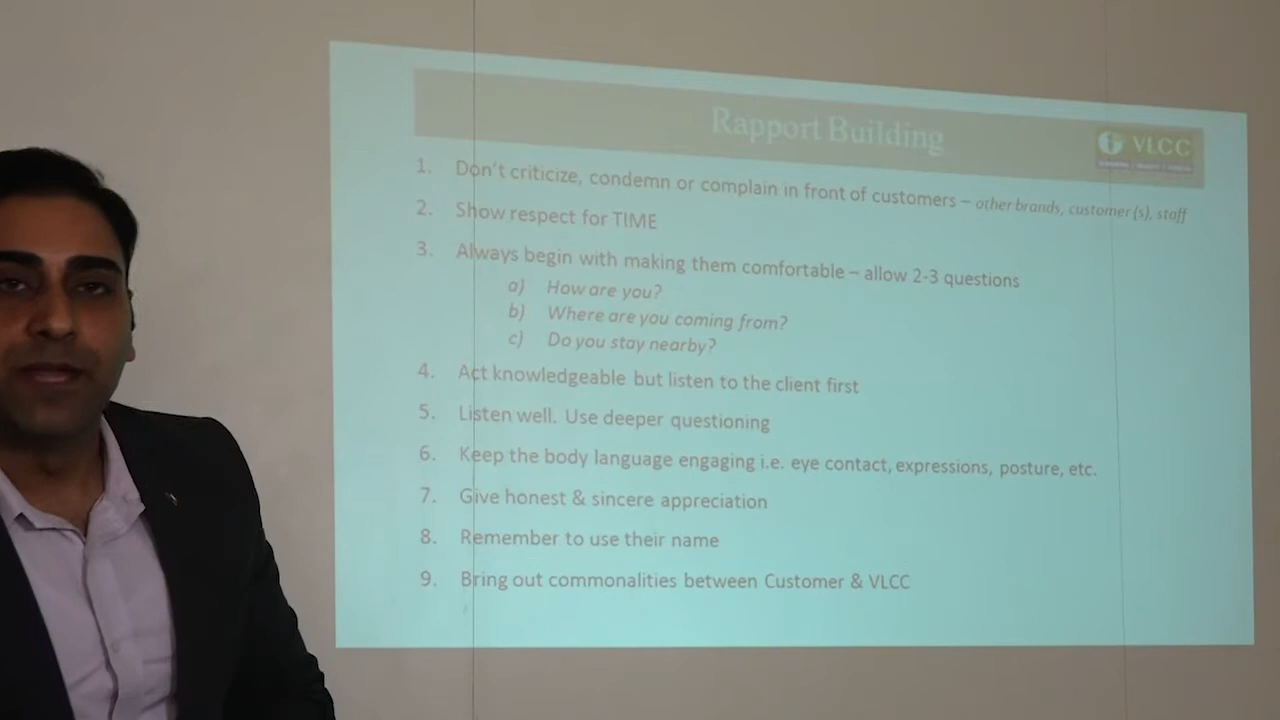 Rapport Building
VLCC
1. Don't criticize, condemn or complain in front of customers – other brands, customer(s), staff
2. Show respect for TIME
3. Always begin with making them comfortable – allow 2-3 questions
a) How are you?
b) Where are you coming from?
c) Do you stay nearby?
4. Act knowledgeable but listen to the client first
5. Listen well. Use deeper questioning
6. Keep the body language engaging i.e. eye contact, expressions, posture, etc.
7. Give honest & sincere appreciation
8. Remember to use their name
9. Bring out commonalities between Customer & VLCC